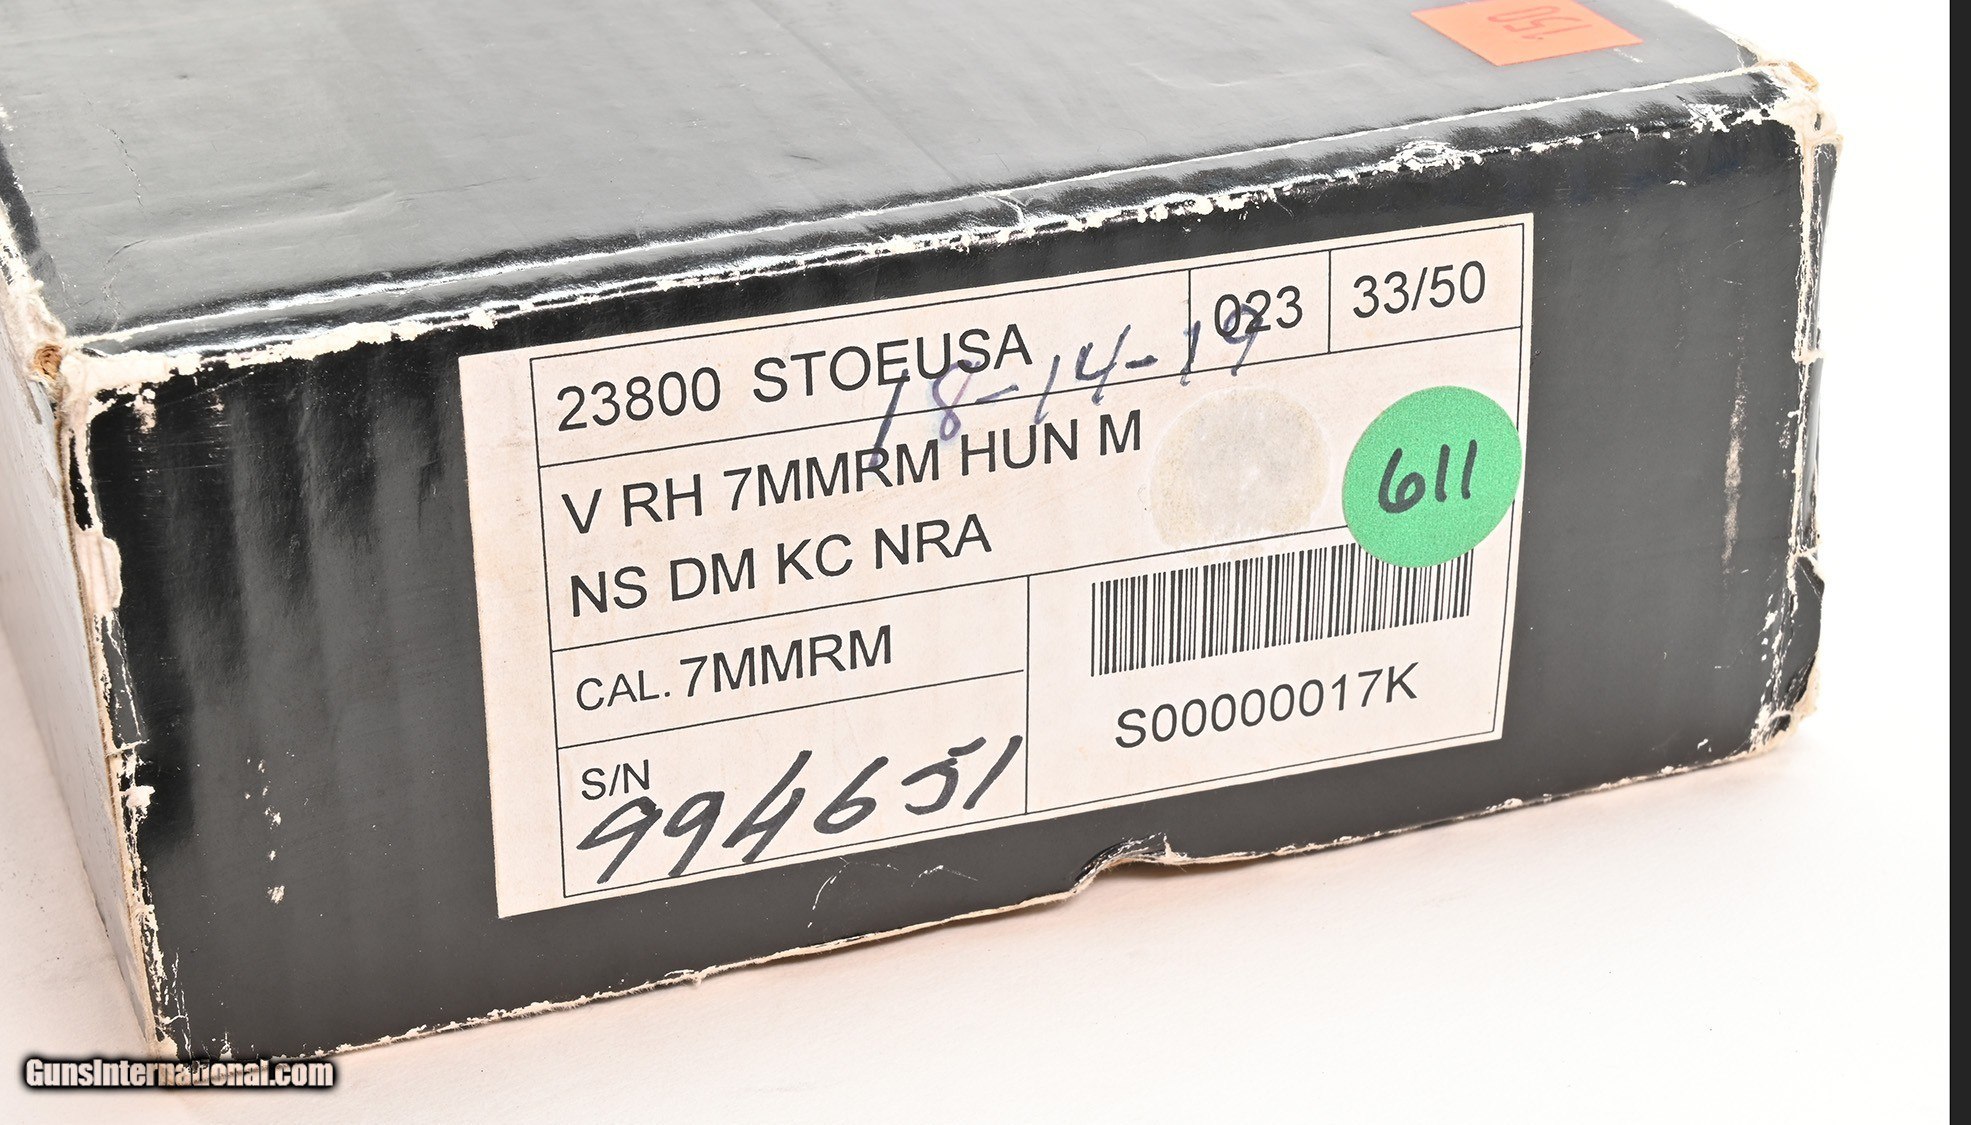 150
23800 STOEUSA 023 33/50
18-14-19
V RH 7MMRM HUN M
NS DM KC NRA
611
CAL. 7MMRM
S/N
994651
S00000017K
GunsInternational.com